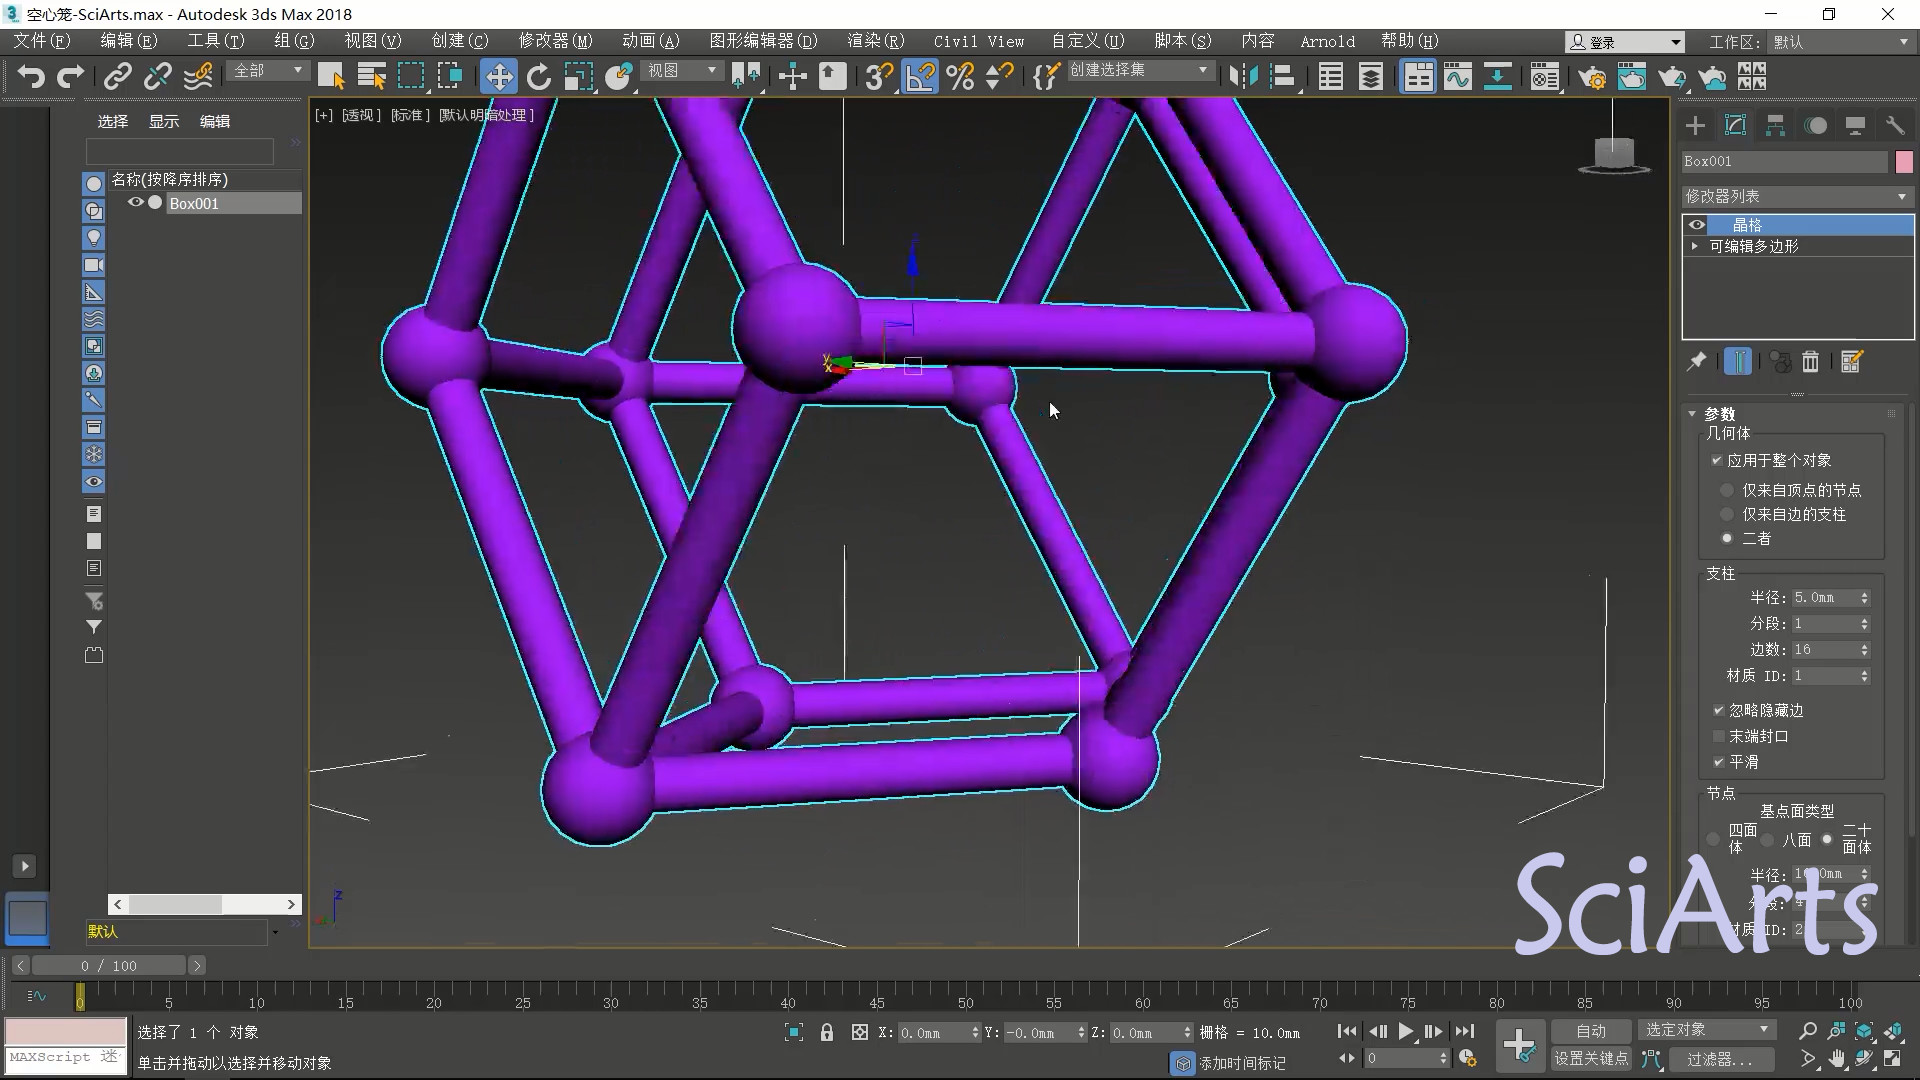 空心笼-SciArts.max - Autodesk 3ds Max 2018
文件(F) 编辑(E) 工具(T) 组(G) 视图(V) 创建(C) 修改器(M) 动画(A) 图形编辑器(D) 渲染(R) Civil View 自定义(U) 脚本(S) 内容 Arnold 帮助(H) 登录 工作区: 默认
全部 视图 创建选择集
选择 显示 编辑
[+] [透视] [标准] [默认明暗处理]
名称(按降序排序)
Box001
Box001
修改器列表
晶格
可编辑多边形
参数
几何体
应用于整个对象
仅来自顶点的节点
仅来自边的支柱
二者
支柱
半径: 5.0mm
分段: 1
边数: 16
材质 ID: 1
忽略隐藏边
末端封口
平滑
节点
基点面类型
四面体 八面 二十面体
半径:
材质 ID: 2
SciArts
z
y
x
默认
0 / 100
0 5 10 15 20 25 30 35 40 45 50 55 60 65 70 75 80 85 90 95 100
选择了 1 个 对象
X: 0.0mm Y: -0.0mm Z: 0.0mm 栅格 = 10.0mm
自动 选定对象
MAXScript 迷
单击并拖动以选择并移动对象
添加时间标记
0
设置关键点 过滤器...